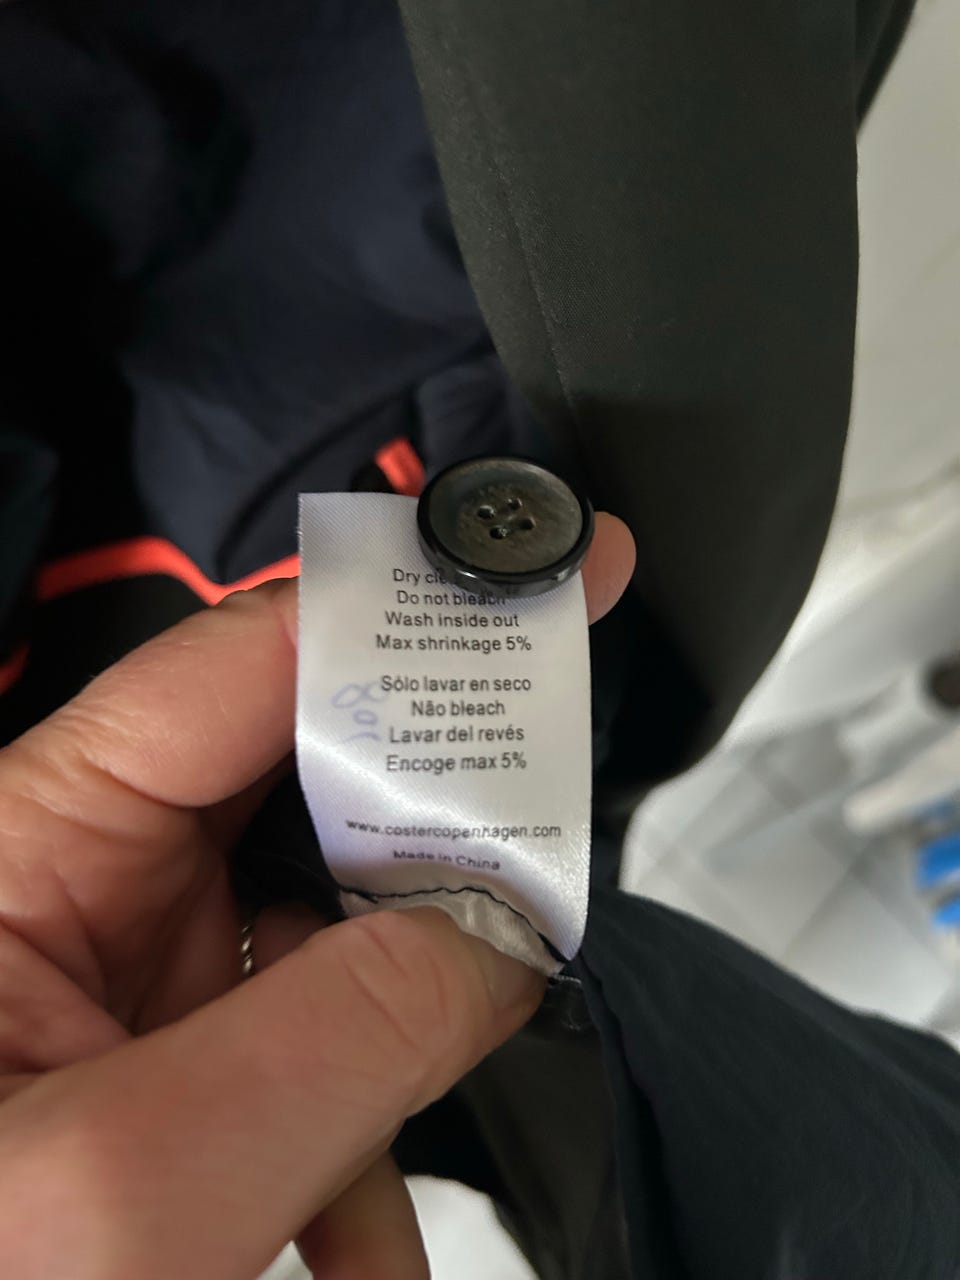 Dry
Do not bleach
Wash inside out
Max shrinkage 5%
Sólo lavar en seco
Não bleach
Lavar del revés
Encoge max 5%
www.costercopenhagen.com
Made in China